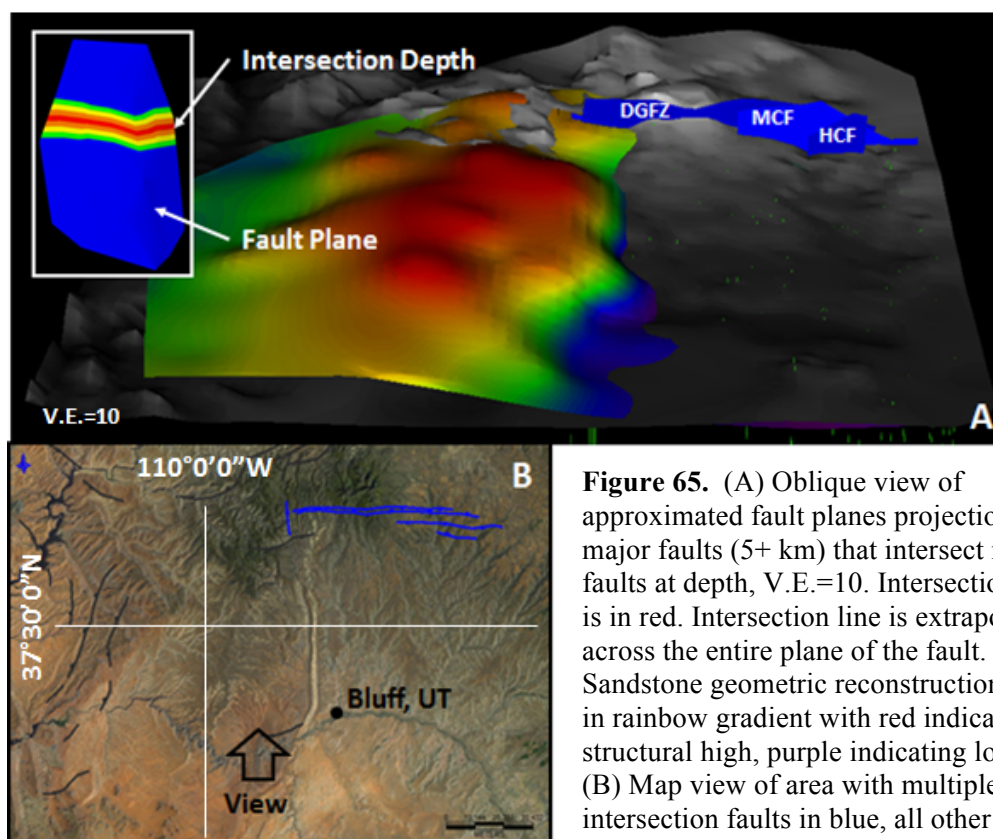 Intersection Depth
DGFZ
MCF
HCF
Fault Plane
V.E.=10
A
110°0'0"W
B
37°30'0"N
Bluff, UT
View
Figure 65. (A) Oblique view of
approximated fault planes projectio
major faults (5+ km) that intersect
faults at depth, V.E.=10. Intersectio
is in red. Intersection line is extrapo
across the entire plane of the fault.
Sandstone geometric reconstruction
in rainbow gradient with red indica
structural high, purple indicating lo
(B) Map view of area with multiple
intersection faults in blue, all other